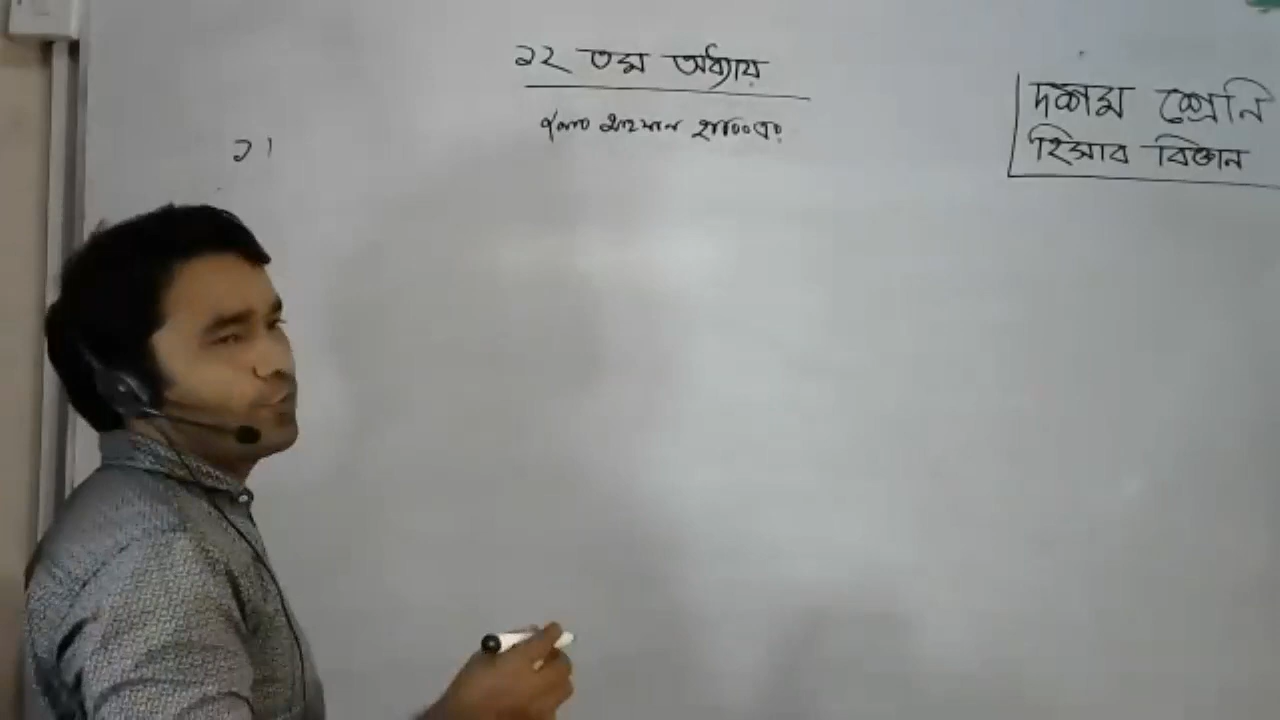 ১২ তম অধ্যায়
দশম শ্রেনি
হিসাব বিজ্ঞান
১।